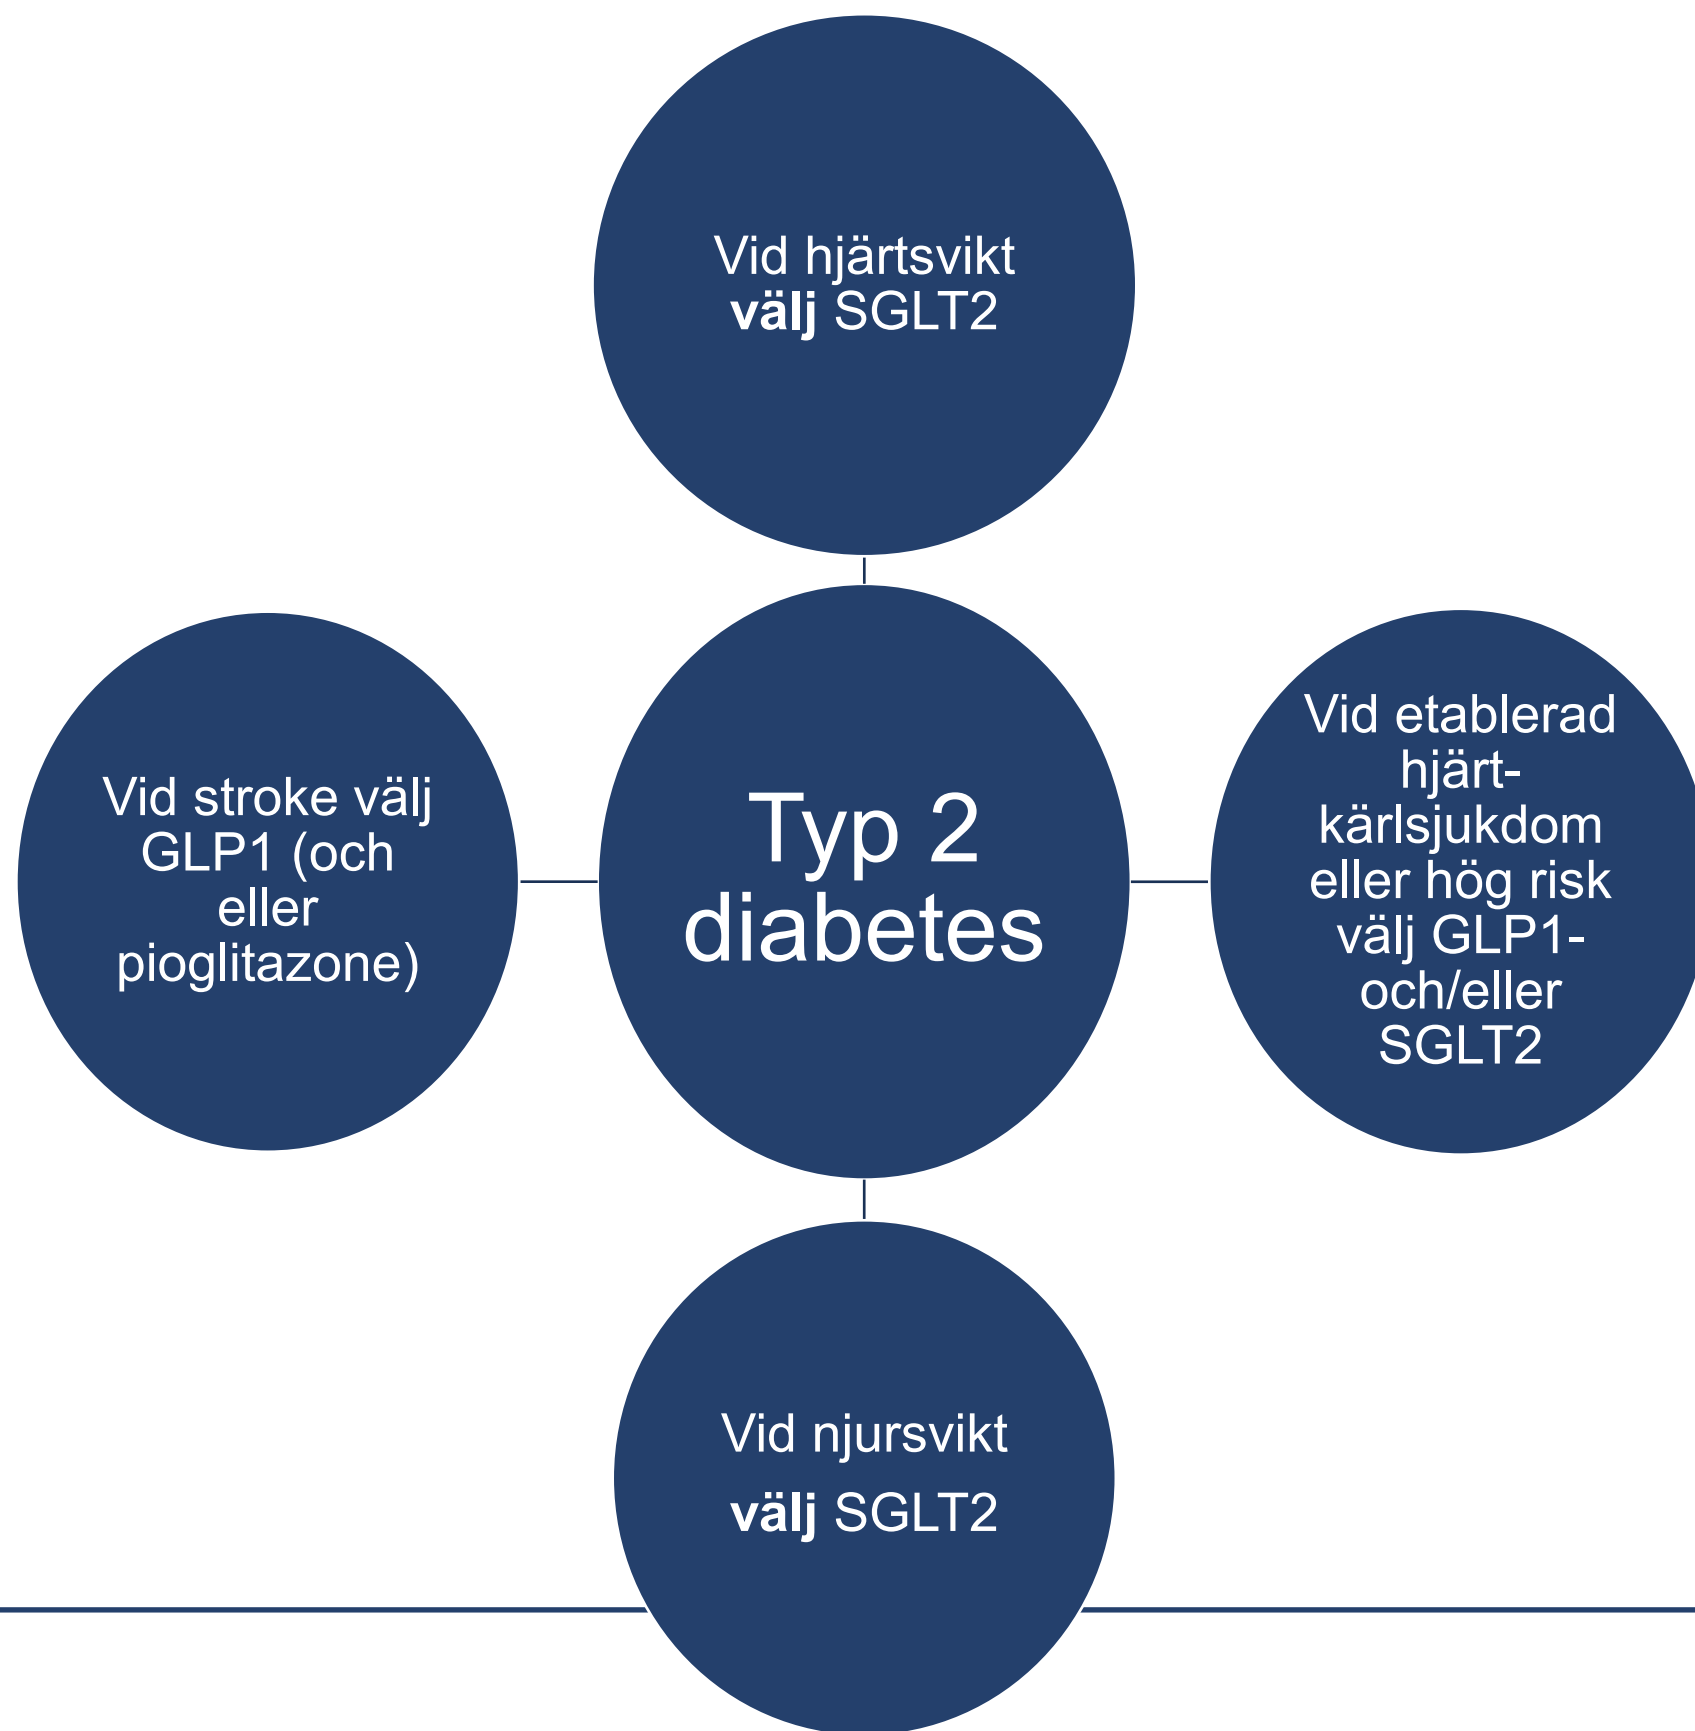 Vid hjärtsvikt
välj SGLT2
Vid stroke välj
GLP1 (och
eller
pioglitazone)
Typ 2
diabetes
Vid etablerad
hjärt-
kärlsjukdom
eller hög risk
välj GLP1-
och/eller
SGLT2
Vid njursvikt
välj SGLT2